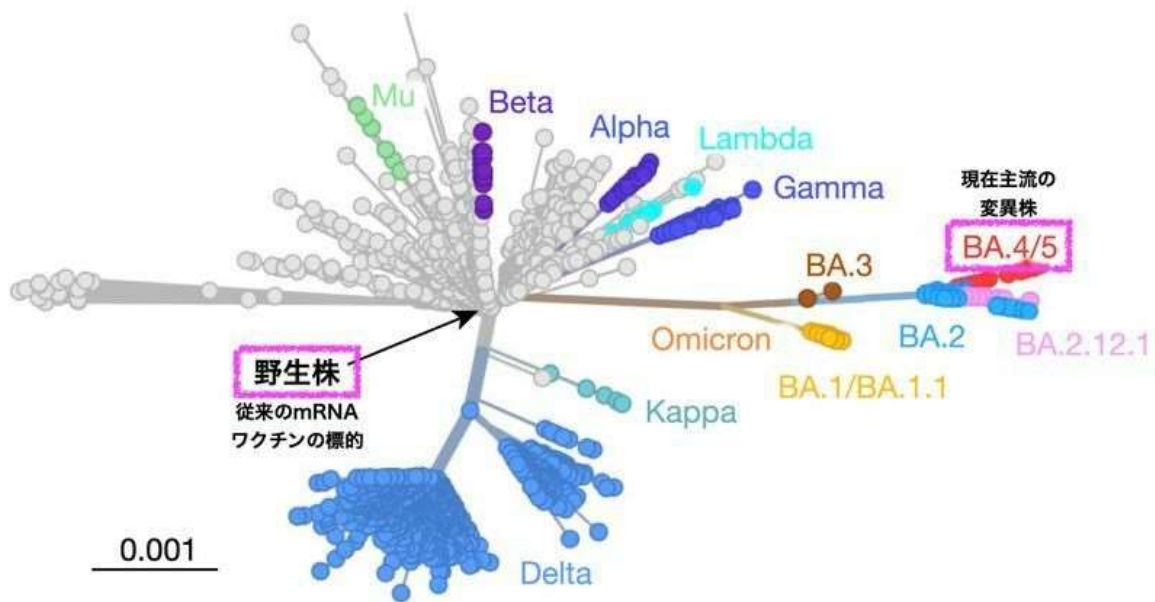 Mu
Beta
Alpha
Lambda
Gamma
現在主流の
変異株
BA.4/5
BA.3
Omicron
BA.2
BA.2.12.1
BA.1/BA.1.1
野生株
従来のmRNA
ワクチンの標的
Kappa
Delta
0.001